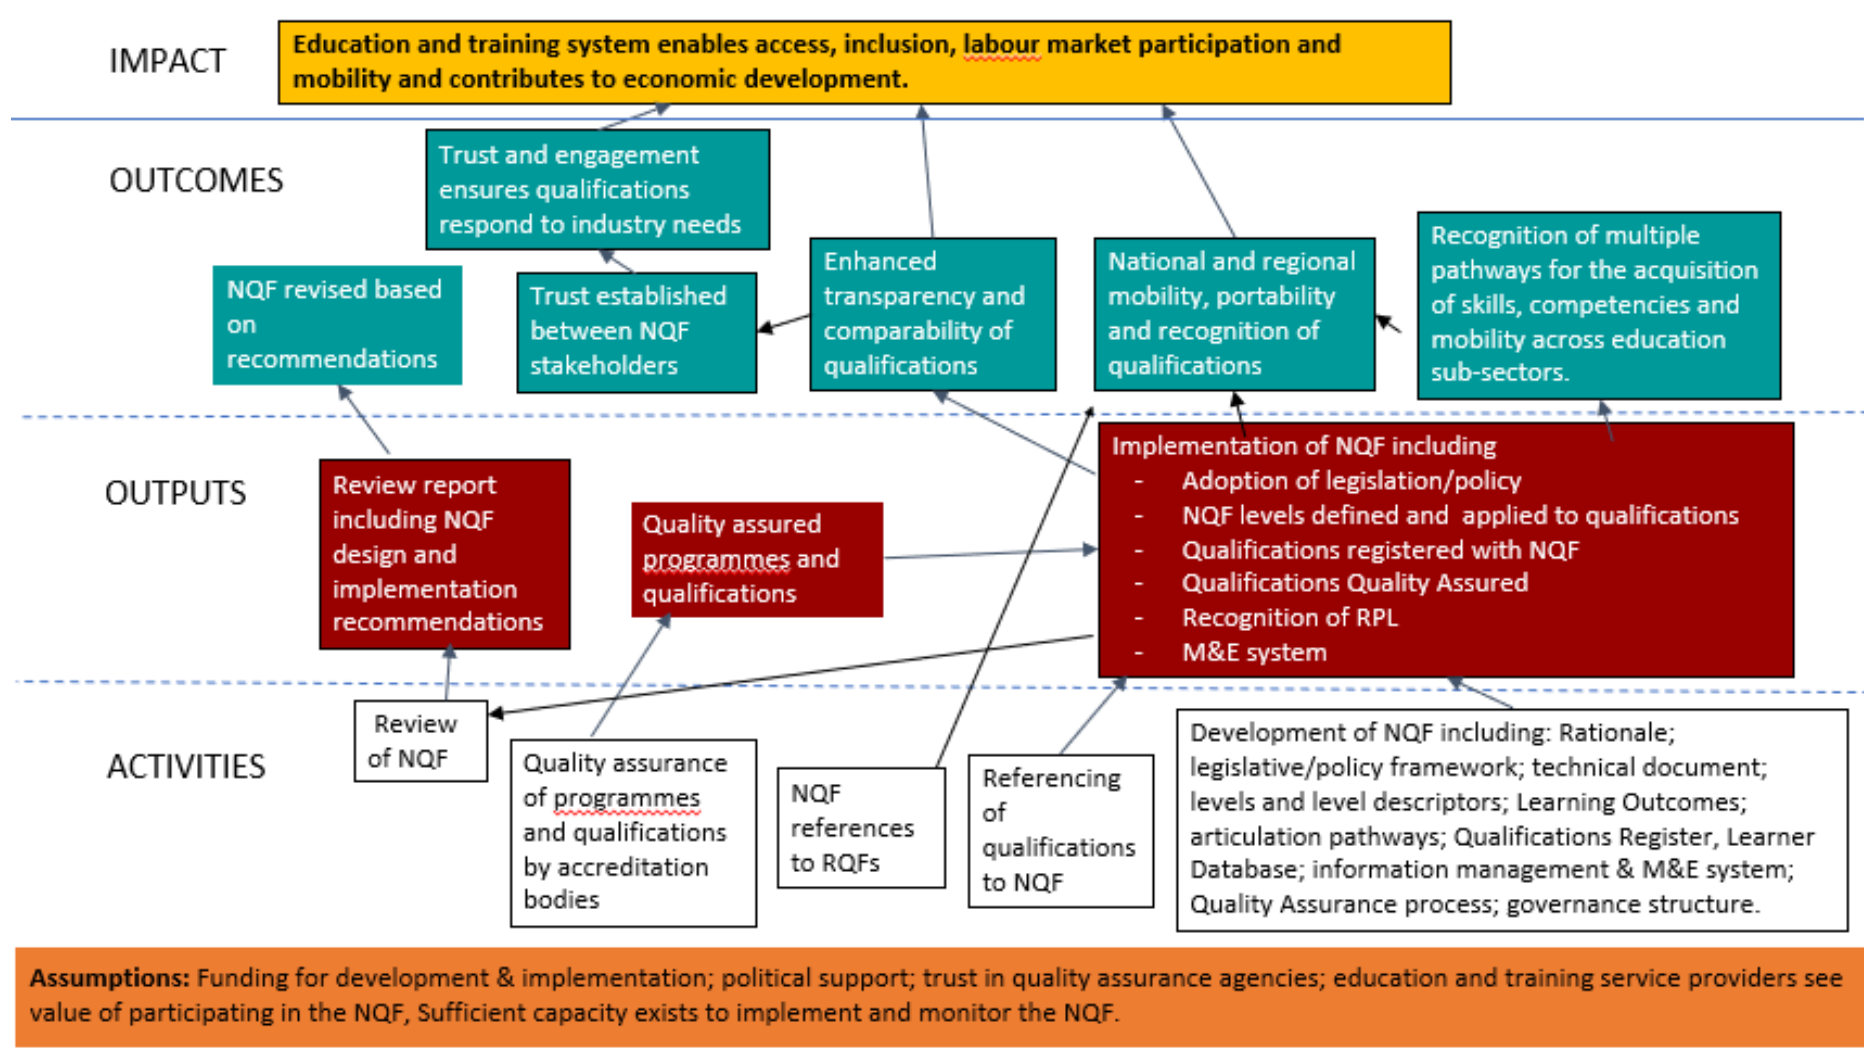 IMPACT
Education and training system enables access, inclusion, labour market participation and
mobility and contributes to economic development.
OUTCOMES
Trust and engagement
ensures qualifications
respond to industry needs
NQF revised based
on
recommendations
Trust established
between NQF
stakeholders
Enhanced
transparency and
comparability of
qualifications
National and regional
mobility, portability
and recognition of
qualifications
Recognition of multiple
pathways for the acquisition
of skills, competencies and
mobility across education
sub-sectors.
OUTPUTS
Review report
including NQF
design and
implementation
recommendations
Quality assured
programmes and
qualifications
Implementation of NQF including
- Adoption of legislation/policy
- NQF levels defined and applied to qualifications
- Qualifications registered with NQF
- Qualifications Quality Assured
- Recognition of RPL
- M&E system
ACTIVITIES
Review
of NQF
Quality assurance
of programmes
and qualifications
by accreditation
bodies
NQF
references
to RQFs
Referencing
of
qualifications
to NQF
Development of NQF including: Rationale;
legislative/policy framework; technical document;
levels and level descriptors; Learning Outcomes;
articulation pathways; Qualifications Register, Learner
Database; information management & M&E system;
Quality Assurance process; governance structure.
Assumptions: Funding for development & implementation; political support; trust in quality assurance agencies; education and training service providers see
value of participating in the NQF, Sufficient capacity exists to implement and monitor the NQF.